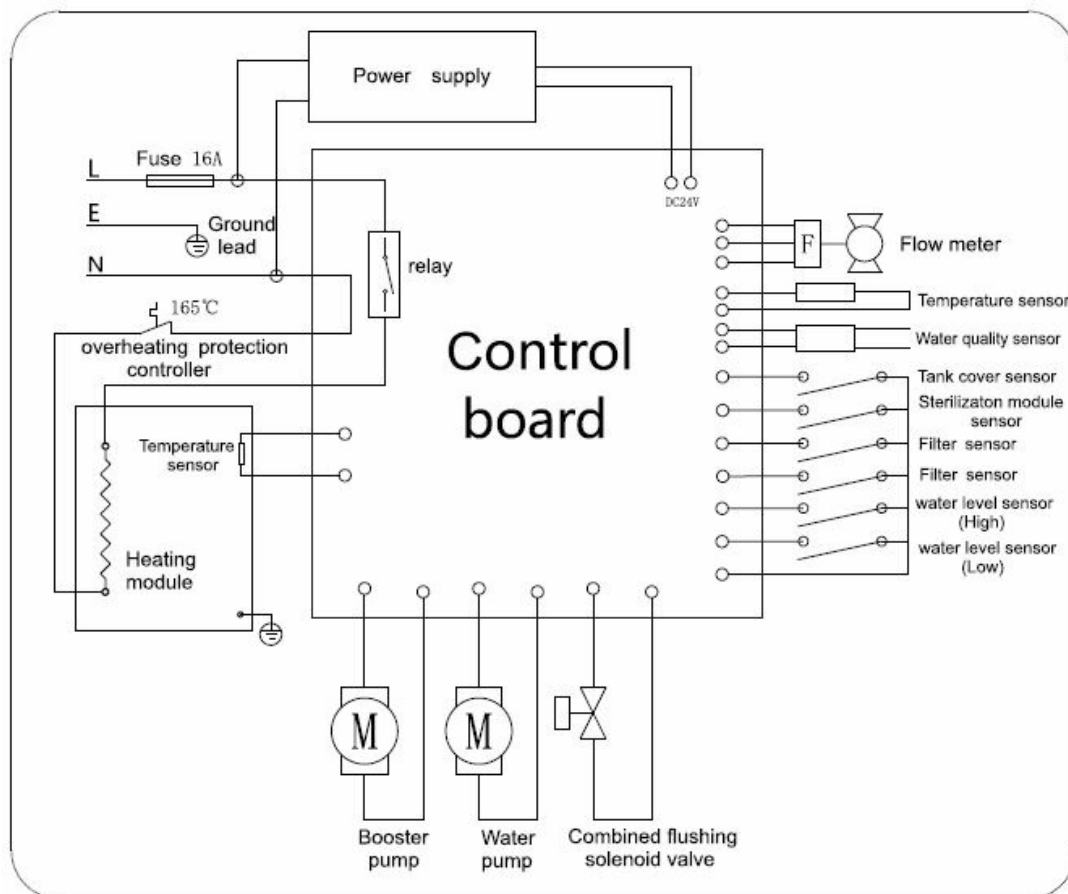 Power supply
Fuse 16A
L
DC24V
E
Ground
lead
F
Flow meter
N
relay
165℃
Temperature sensor
overheating protection
controller
Water quality sensor
Control
board
Tank cover sensor
Sterilizaton module
sensor
Temperature
sensor
Filter sensor
Filter sensor
water level sensor
(High)
Heating
module
water level sensor
(Low)
M
M
Booster
pump
Water
pump
Combined flushing
solenoid valve